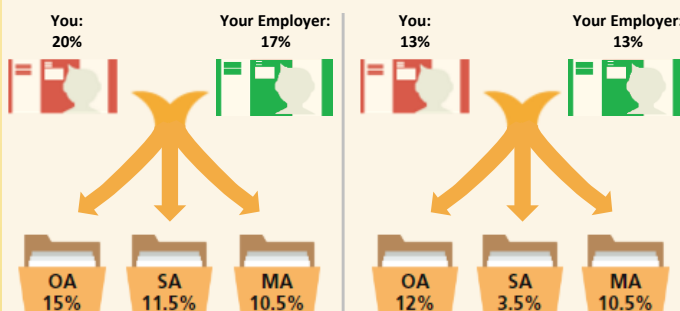 You:
20%
Your Employer:
17%
OA
15%
SA
11.5%
MA
10.5%
You:
13%
Your Employer:
13%
OA
12%
SA
3.5%
MA
10.5%